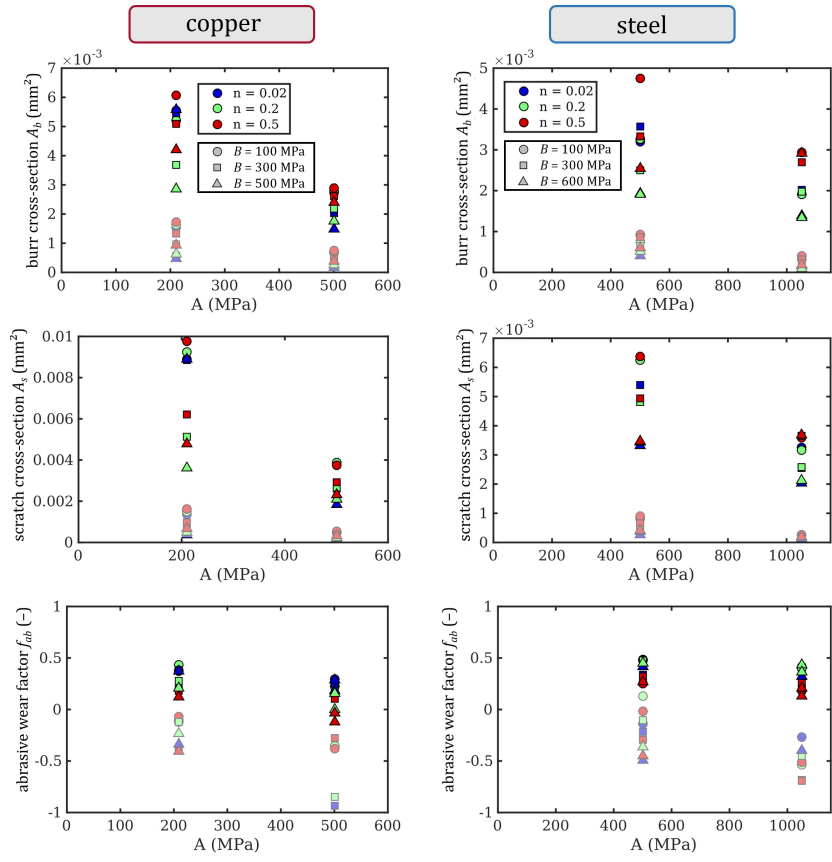 copper
steel
×10⁻³
burr cross-section A_b (mm²)
7
6
5
4
3
2
1
0
n = 0.02
n = 0.2
n = 0.5
B = 100 MPa
B = 300 MPa
B = 500 MPa
0 100 200 300 400 500 600
A (MPa)
×10⁻³
burr cross-section A_b (mm²)
5
4
3
2
1
0
n = 0.02
n = 0.2
n = 0.5
B = 100 MPa
B = 300 MPa
B = 600 MPa
0 200 400 600 800 1000
A (MPa)
scratch cross-section A_s (mm²)
0.01
0.008
0.006
0.004
0.002
0
0 200 400 600
A (MPa)
×10⁻³
scratch cross-section A_s (mm²)
7
6
5
4
3
2
1
0
0 200 400 600 800 1000
A (MPa)
abrasive wear factor f_ab (–)
1
0.5
0
-0.5
-1
0 100 200 300 400 500 600
A (MPa)
abrasive wear factor f_ab (–)
1
0.5
0
-0.5
-1
0 200 400 600 800 1000
A (MPa)